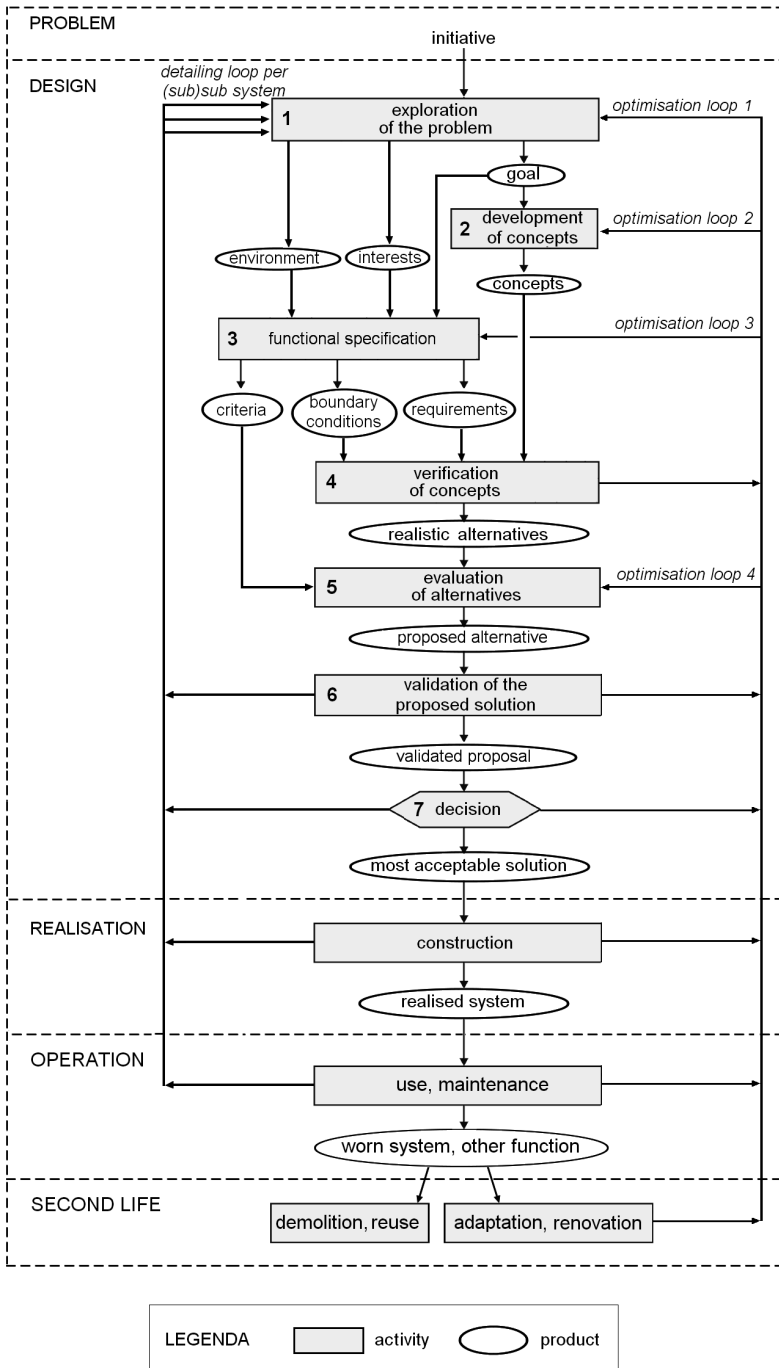 PROBLEM
initiative
DESIGN
detailing loop per
(sub)sub system
1
exploration
of the problem
optimisation loop 1
goal
2
development
of concepts
optimisation loop 2
environment
interests
concepts
3
functional specification
optimisation loop 3
criteria
boundary
conditions
requirements
4
verification
of concepts
realistic alternatives
5
evaluation
of alternatives
optimisation loop 4
proposed alternative
6
validation of the
proposed solution
validated proposal
7 decision
most acceptable solution
REALISATION
construction
realised system
OPERATION
use, maintenance
worn system, other function
SECOND LIFE
demolition, reuse
adaptation, renovation
LEGENDA
activity
product